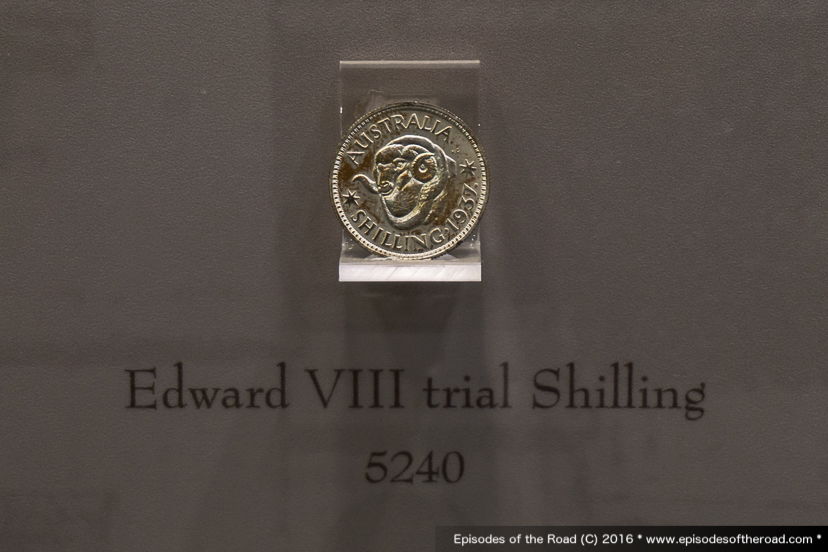 AUSTRALIA
SHILLING·1937
Edward VIII trial Shilling
5240
Episodes of the Road (C) 2016 * www.episodesoftheroad.com *